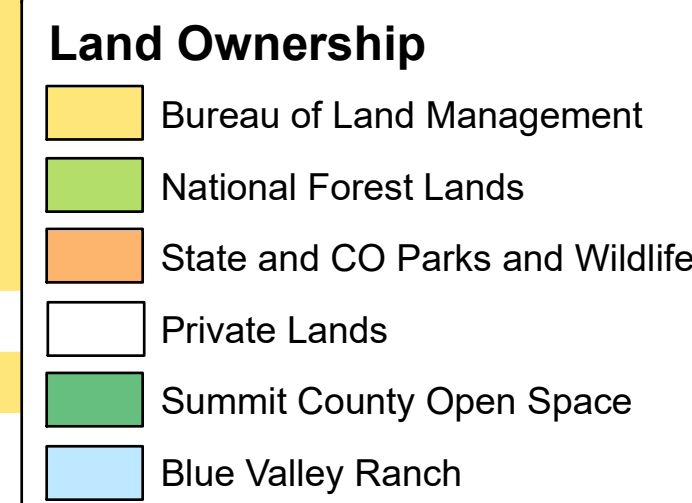 Land Ownership
Bureau of Land Management
National Forest Lands
State and CO Parks and Wildlife
Private Lands
Summit County Open Space
Blue Valley Ranch